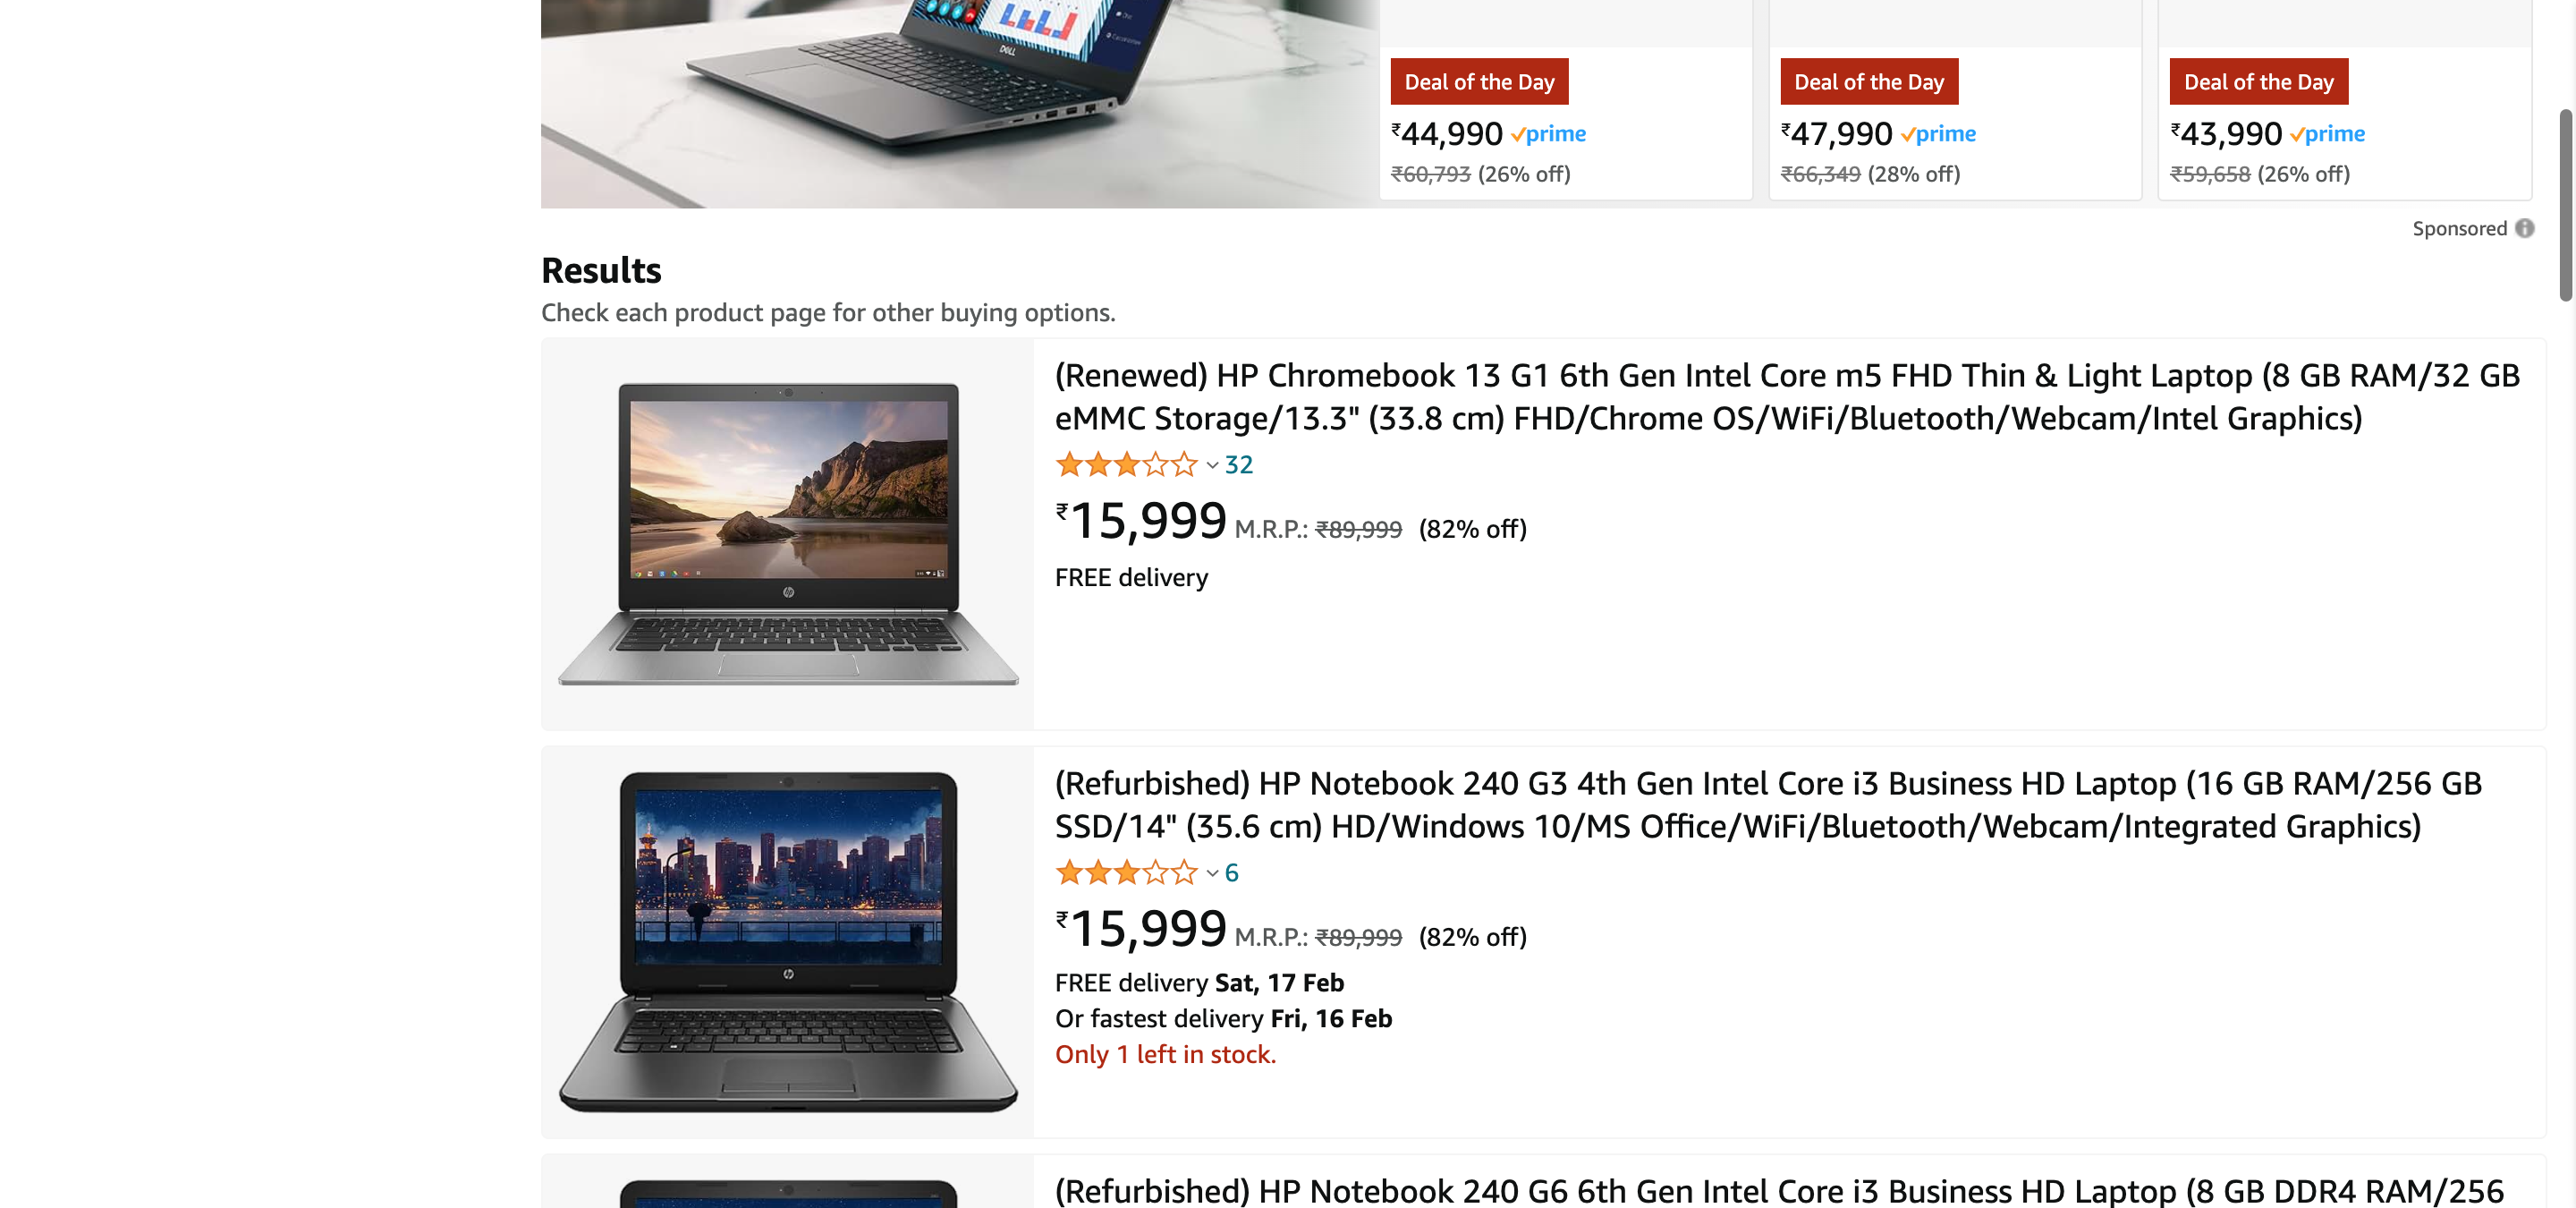 DELL
Deal of the Day
₹44,990 prime
₹60,793 (26% off)
Deal of the Day
₹47,990 prime
₹66,349 (28% off)
Deal of the Day
₹43,990 prime
₹59,658 (26% off)
Sponsored
Results
Check each product page for other buying options.
(Renewed) HP Chromebook 13 G1 6th Gen Intel Core m5 FHD Thin & Light Laptop (8 GB RAM/32 GB
eMMC Storage/13.3" (33.8 cm) FHD/Chrome OS/WiFi/Bluetooth/Webcam/Intel Graphics)
32
₹15,999 M.R.P.: ₹89,999 (82% off)
FREE delivery
hp
(Refurbished) HP Notebook 240 G3 4th Gen Intel Core i3 Business HD Laptop (16 GB RAM/256 GB
SSD/14" (35.6 cm) HD/Windows 10/MS Office/WiFi/Bluetooth/Webcam/Integrated Graphics)
6
₹15,999 M.R.P.: ₹89,999 (82% off)
FREE delivery Sat, 17 Feb
Or fastest delivery Fri, 16 Feb
Only 1 left in stock.
hp
(Refurbished) HP Notebook 240 G6 6th Gen Intel Core i3 Business HD Laptop (8 GB DDR4 RAM/256